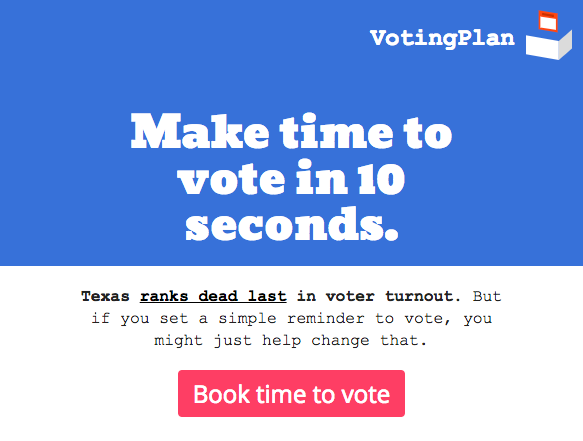 VotingPlan
Make time to
vote in 10
seconds.
Texas ranks dead last in voter turnout. But
if you set a simple reminder to vote, you
might just help change that.
Book time to vote